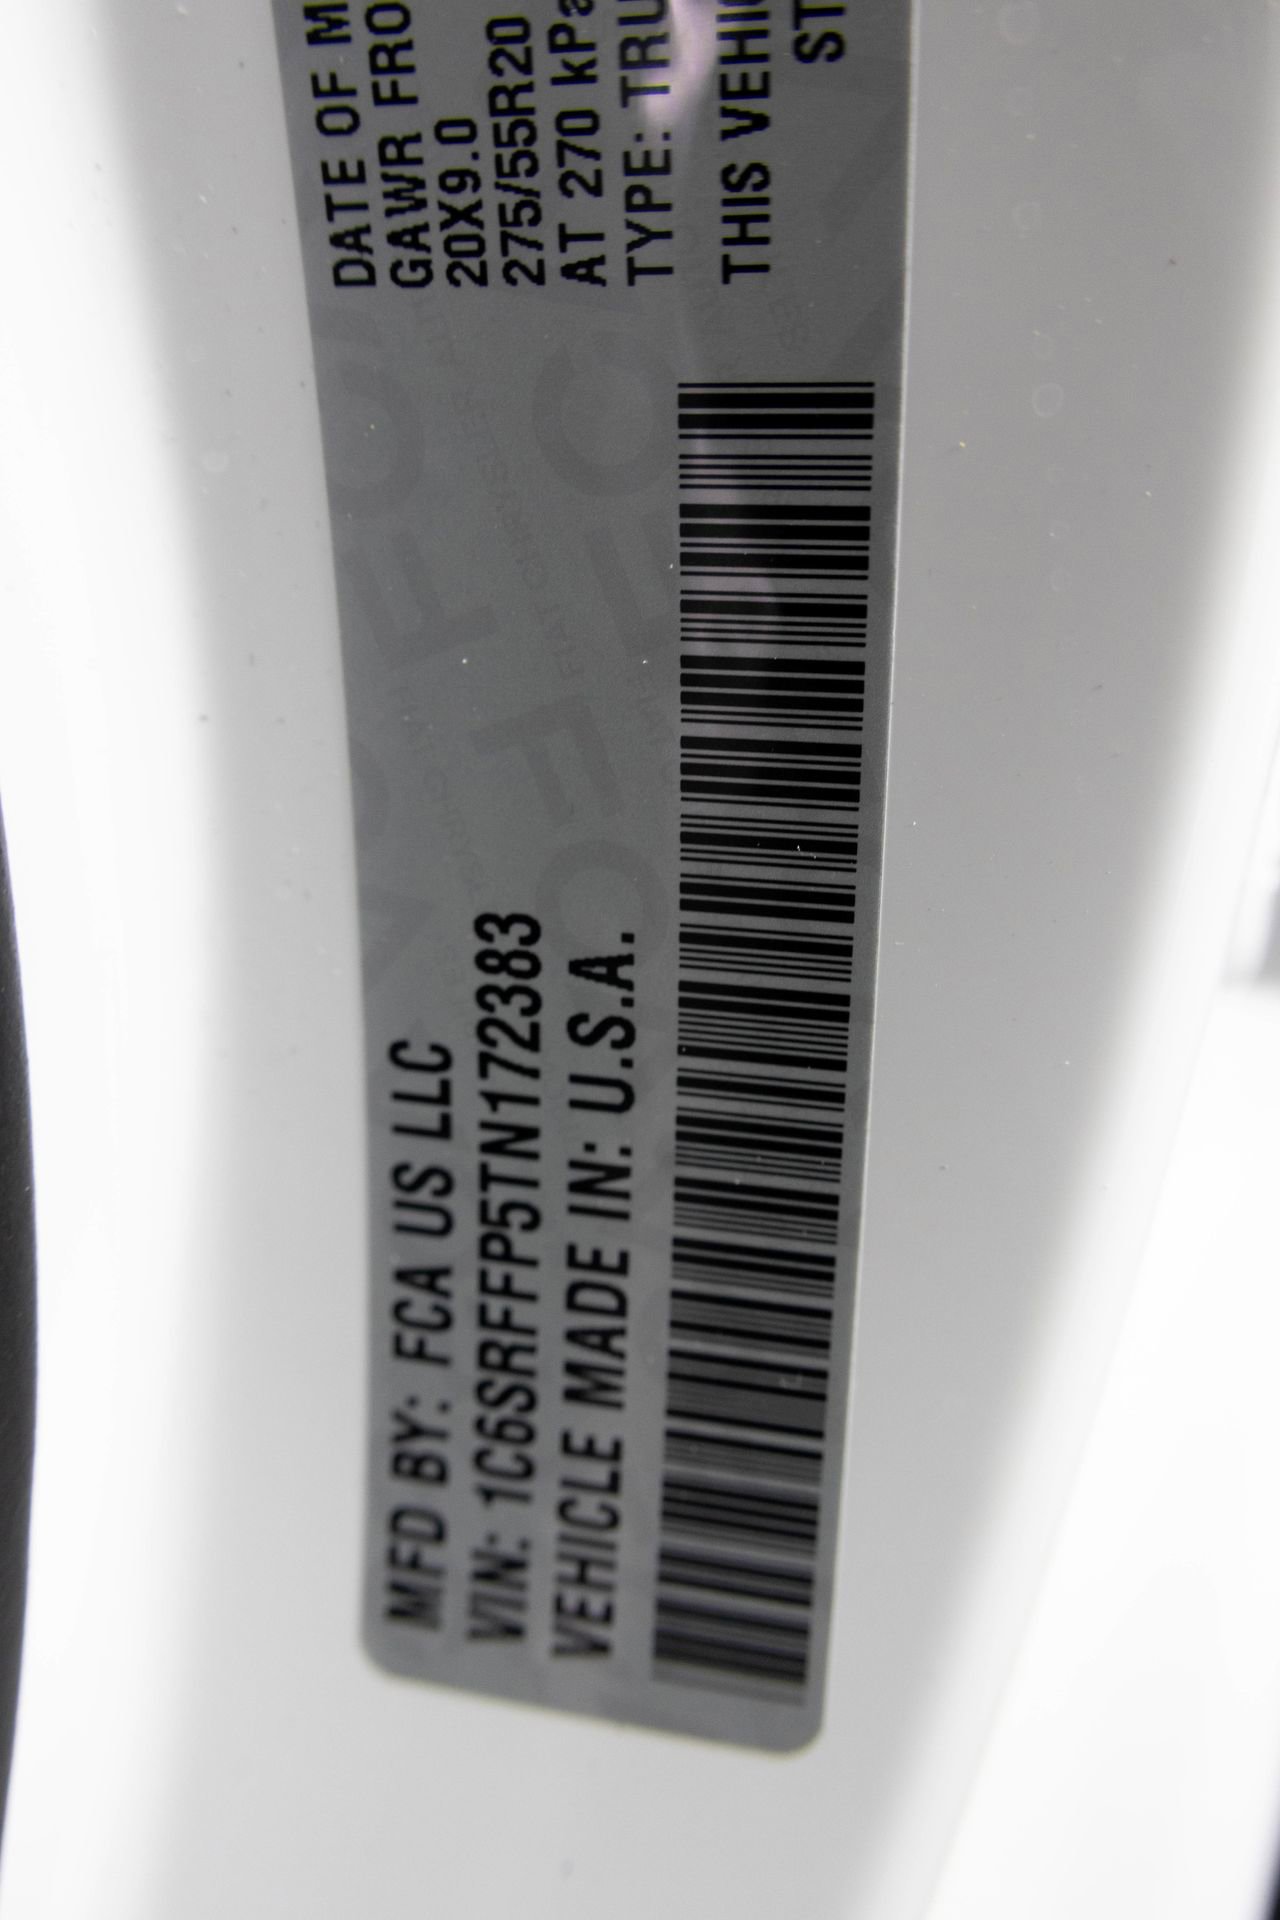 MFD BY: FCA US LLC
VIN: 1C6SRFFP5TN172383
VEHICLE MADE IN: U.S.A.
DATE OF M
GAWR FRO
20X9.0
275/55R20
AT 270 kPa
TYPE: TRU
THIS VEHIC
ST